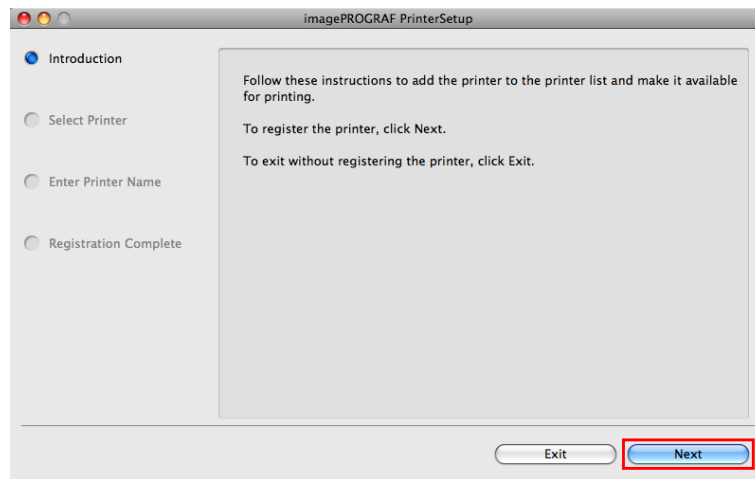 imagePROGRAF PrinterSetup
Introduction
Select Printer
Enter Printer Name
Registration Complete
Follow these instructions to add the printer to the printer list and make it available
for printing.
To register the printer, click Next.
To exit without registering the printer, click Exit.
Exit
Next